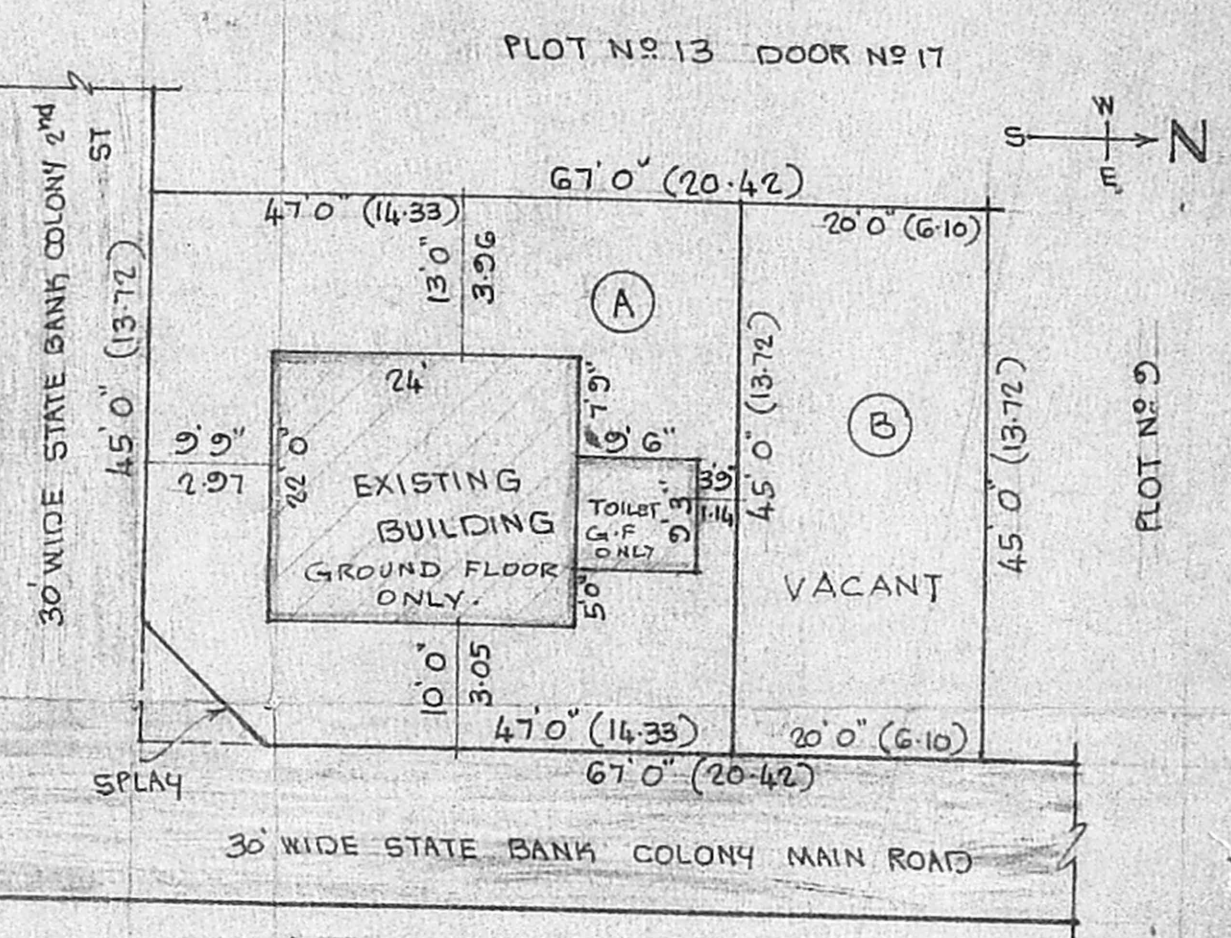 PLOT Nº 13 DOOR Nº 17
W
S N
E
30' WIDE STATE BANK COLONY 2nd
ST
67'0" (20.42)
47'0" (14.33)
20'0" (6.10)
13'0"
3.96
A
45'0" (13.72)
24'
7'9"
9'6"
9'9"
2.97
22'0"
EXISTING
BUILDING
GROUND FLOOR
ONLY.
TOILET
G.F
ONLY
9'3"
3'9"
1.14
5'0"
45'0" (13.72)
B
VACANT
45'0" (13.72)
PLOT Nº 9
10'0"
3.05
47'0" (14.33)
20'0" (6.10)
67'0" (20.42)
SPLAY
30' WIDE STATE BANK COLONY MAIN ROAD